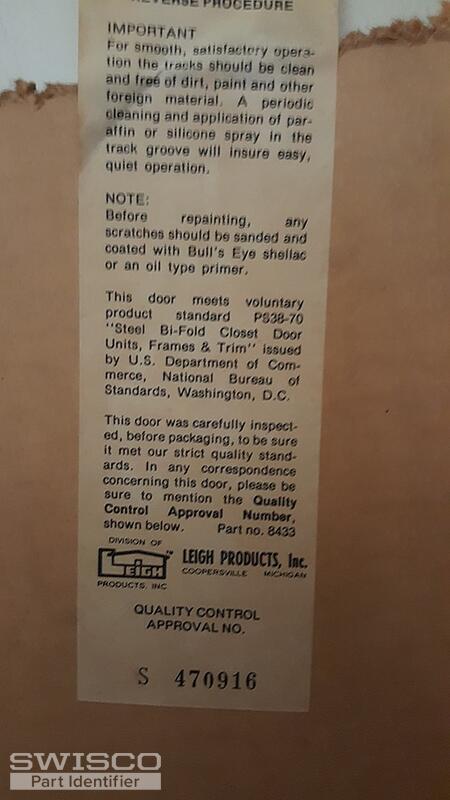 REVERSE PROCEDURE
IMPORTANT
For smooth, satisfactory opera-
tion the tracks should be clean
and free of dirt, paint and other
foreign material. A periodic
cleaning and application of par-
affin or silicone spray in the
track groove will insure easy,
quiet operation.
NOTE:
Before repainting, any
scratches should be sanded and
coated with Bull's Eye shellac
or an oil type primer.
This door meets voluntary
product standard PS38-70
"Steel Bi-Fold Closet Door
Units, Frames & Trim" issued
by U.S. Department of Com-
merce, National Bureau of
Standards, Washington, D.C.
This door was carefully inspect-
ed, before packaging, to be sure
it met our strict quality stand-
ards. In any correspondence
concerning this door, please be
sure to mention the Quality
Control Approval Number,
shown below. Part no. 8433
DIVISION OF
LEIGH TM
PRODUCTS, INC
LEIGH PRODUCTS, Inc.
COOPERSVILLE MICHIGAN
QUALITY CONTROL
APPROVAL NO.
S 470916
SWISCO
Part Identifier